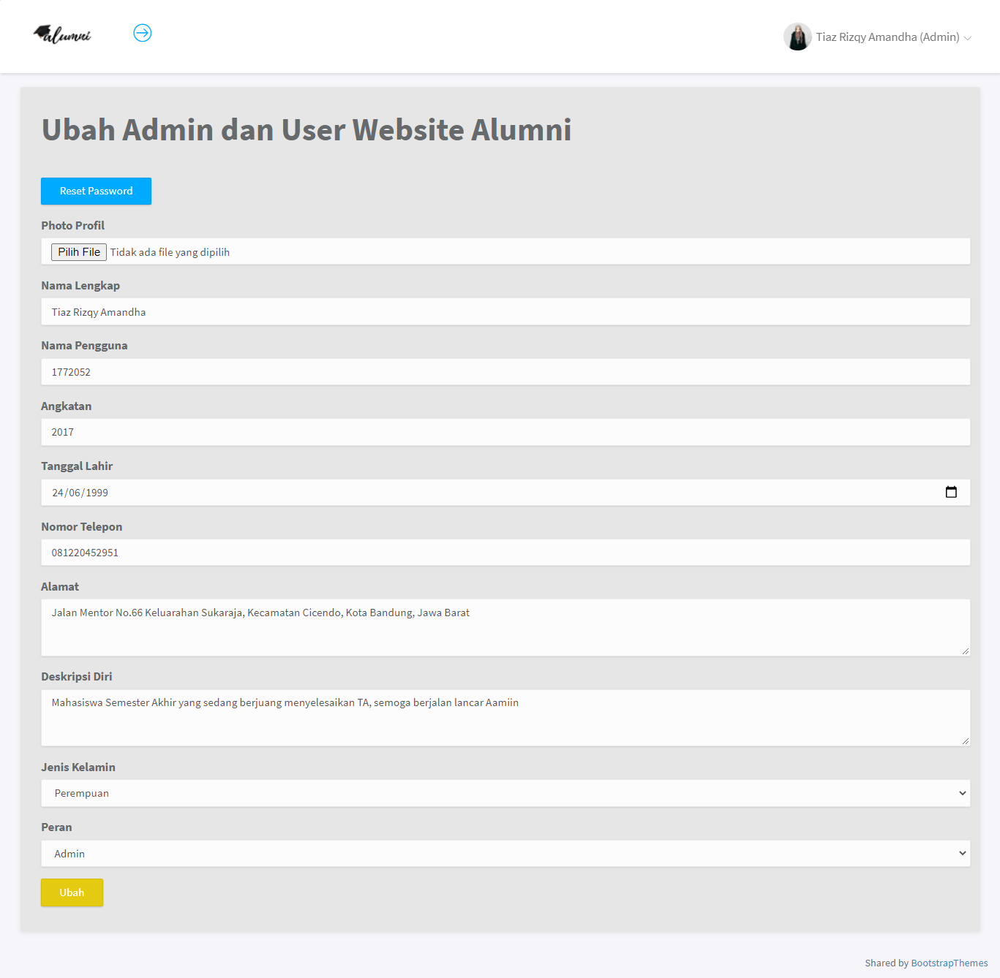 alumni
Tiaz Rizqy Amandha (Admin)
Ubah Admin dan User Website Alumni
Reset Password
Photo Profil
Pilih File Tidak ada file yang dipilih
Nama Lengkap
Tiaz Rizqy Amandha
Nama Pengguna
1772052
Angkatan
2017
Tanggal Lahir
24/06/1999
Nomor Telepon
081220452951
Alamat
Jalan Mentor No.66 Keluarahan Sukaraja, Kecamatan Cicendo, Kota Bandung, Jawa Barat
Deskripsi Diri
Mahasiswa Semester Akhir yang sedang berjuang menyelesaikan TA, semoga berjalan lancar Aamiin
Jenis Kelamin
Perempuan
Peran
Admin
Ubah
Shared by BootstrapThemes